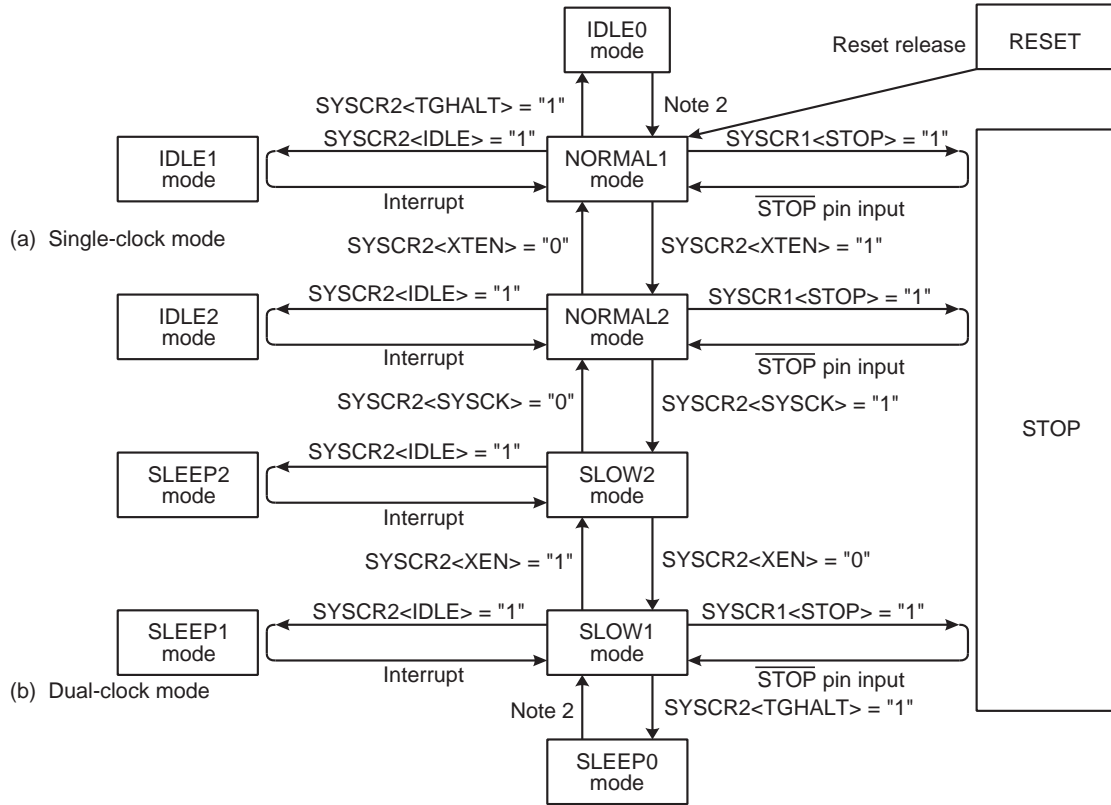 IDLE0
mode
Reset release
RESET
SYSCR2<TGHALT> = "1"
Note 2
IDLE1
mode
SYSCR2<IDLE> = "1"
Interrupt
NORMAL1
mode
SYSCR1<STOP> = "1"
STOP pin input
(a) Single-clock mode
SYSCR2<XTEN> = "0"
SYSCR2<XTEN> = "1"
IDLE2
mode
SYSCR2<IDLE> = "1"
Interrupt
NORMAL2
mode
SYSCR1<STOP> = "1"
STOP pin input
SYSCR2<SYSCK> = "0"
SYSCR2<SYSCK> = "1"
STOP
SLEEP2
mode
SYSCR2<IDLE> = "1"
Interrupt
SLOW2
mode
SYSCR2<XEN> = "1"
SYSCR2<XEN> = "0"
SLEEP1
mode
SYSCR2<IDLE> = "1"
Interrupt
SLOW1
mode
SYSCR1<STOP> = "1"
STOP pin input
(b) Dual-clock mode
Note 2
SYSCR2<TGHALT> = "1"
SLEEP0
mode